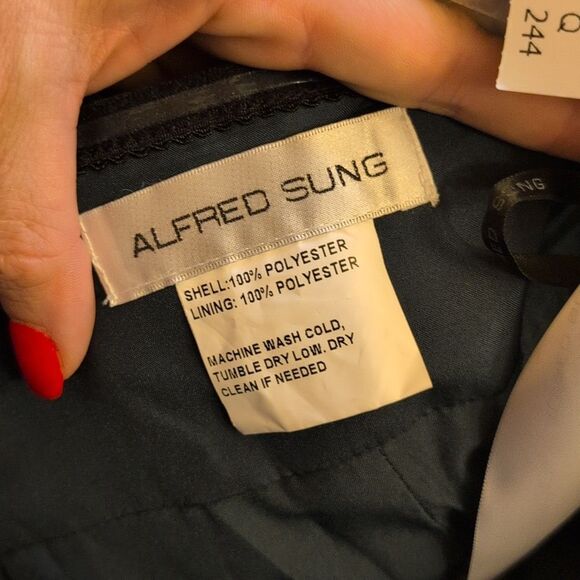 Q
244
ALFRED SUNG
SHELL:100% POLYESTER
LINING: 100% POLYESTER
MACHINE WASH COLD,
TUMBLE DRY LOW. DRY
CLEAN IF NEEDED
NG